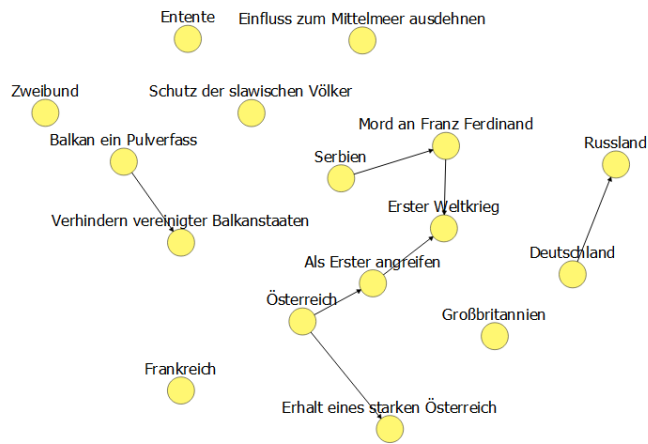 Entente
Einfluss zum Mittelmeer ausdehnen
Zweibund
Schutz der slawischen Völker
Mord an Franz Ferdinand
Balkan ein Pulverfass
Russland
Serbien
Erster Weltkrieg
Verhindern vereinigter Balkanstaaten
Deutschland
Als Erster angreifen
Österreich
Großbritannien
Frankreich
Erhalt eines starken Österreich